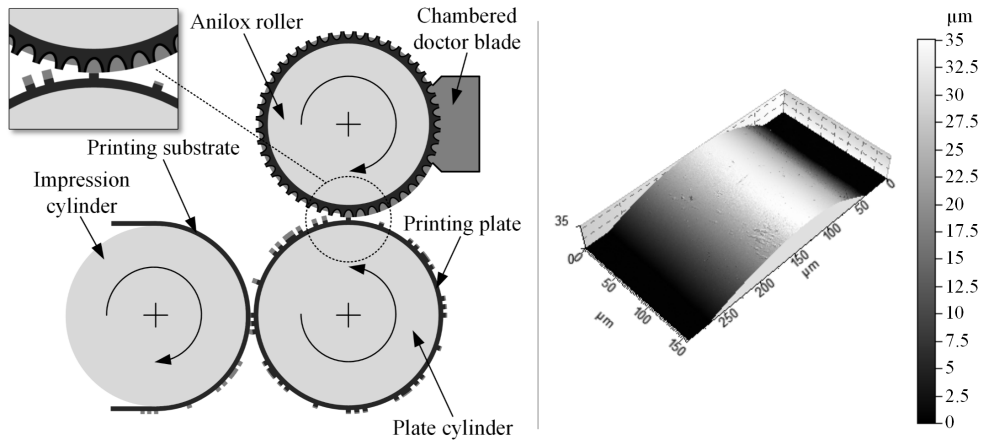 Anilox roller
Chambered
doctor blade
Printing substrate
Impression
cylinder
Printing plate
Plate cylinder
µm
35
32.5
30
27.5
25
22.5
20
17.5
15
12.5
10
7.5
5
2.5
0
35
0
0
50
100
150
µm
250
200
150
100
50
0
µm